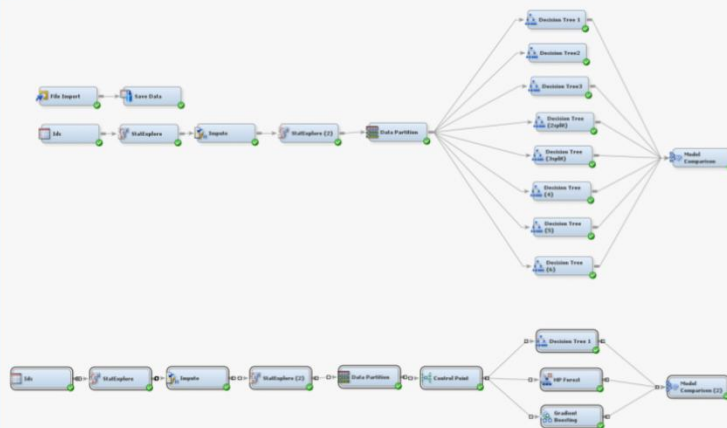 Decision Tree 1
Decision Tree2
Decision Tree3
Decision Tree
(2split)
Decision Tree
(3split)
Decision Tree
(4)
Decision Tree
(5)
Decision Tree
(6)
File Import
Save Data
Ids
StatExplore
Impute
StatExplore (2)
Data Partition
Model
Comparison
Ids
StatExplore
Impute
StatExplore (2)
Data Partition
Control Point
Decision Tree 1
HP Forest
Gradient
Boosting
Model
Comparison (2)